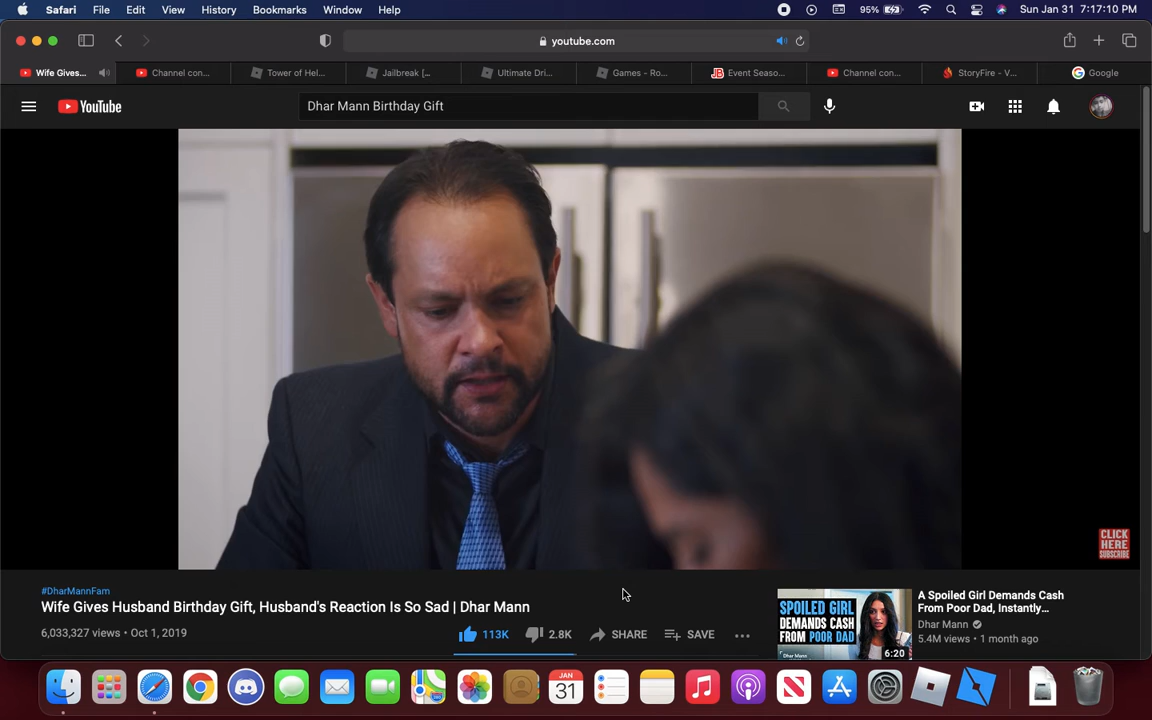 Safari File Edit View History Bookmarks Window Help 95% Sun Jan 31 7:17:10 PM
youtube.com
Wife Gives... Channel con... Tower of Hel... Jailbreak [... Ultimate Dri... Games - Ro... JB Event Seaso... Channel con... StoryFire - V... Google
YouTube Dhar Mann Birthday Gift
CLICK
HERE
SUBSCRIBE
#DharMannFam
Wife Gives Husband Birthday Gift, Husband's Reaction Is So Sad | Dhar Mann
6,033,327 views • Oct 1, 2019
113K 2.8K SHARE SAVE
SPOILED GIRL
DEMANDS CASH
FROM POOR DAD
Dhar Mann
6:20
A Spoiled Girl Demands Cash
From Poor Dad, Instantly...
Dhar Mann
5.4M views • 1 month ago
JAN
31